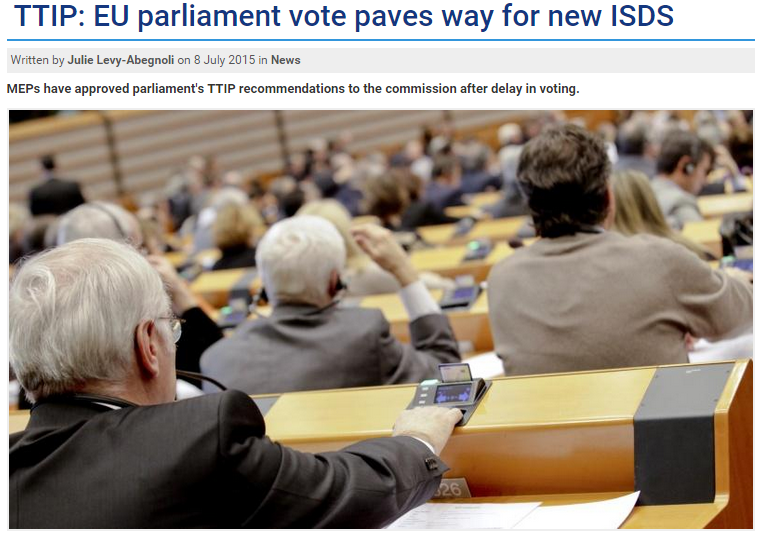 TTIP: EU parliament vote paves way for new ISDS
Written by Julie Levy-Abegnoli on 8 July 2015 in News
MEPs have approved parliament's TTIP recommendations to the commission after delay in voting.